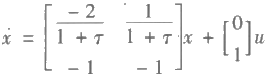 ẋ = [ -2/(1 + τ)  1/(1 + τ) ; -1  -1 ] x + [ 0 ; 1 ] u